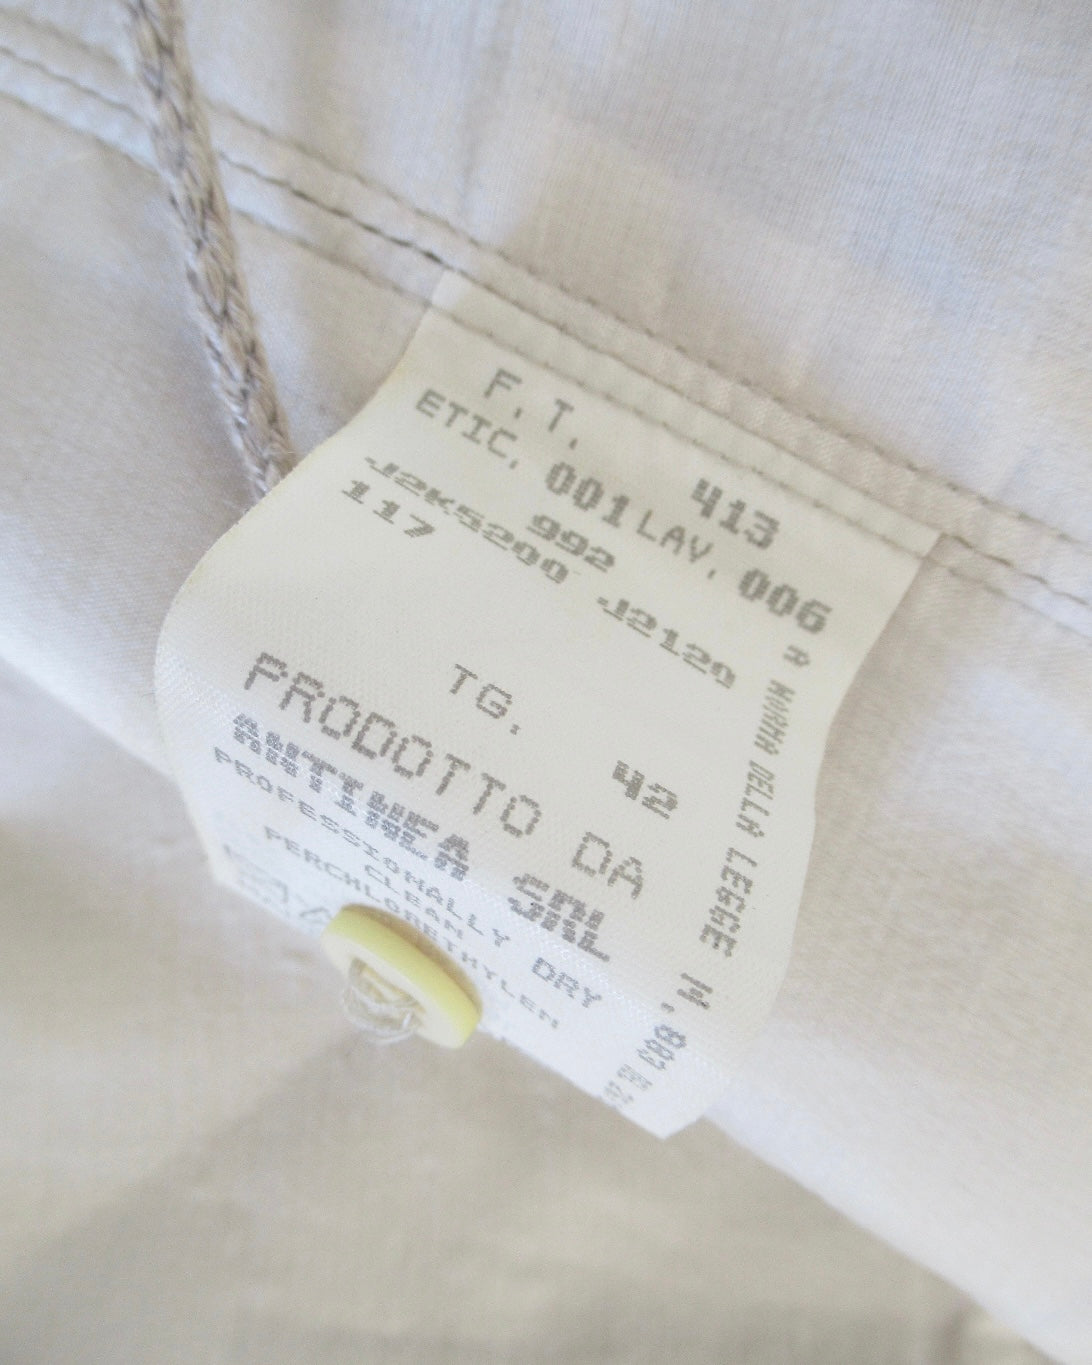 F.T. 413
ETIC. 001 LAV. 006
992
J2K5200 J2120
117
TG. 42
PRODOTTO DA
ANTINEA SRL
PROFESSIONALLY DRY
CLEAN
PERCHLORETHYLEN
A NORMA DELLA LEGGE N. 883